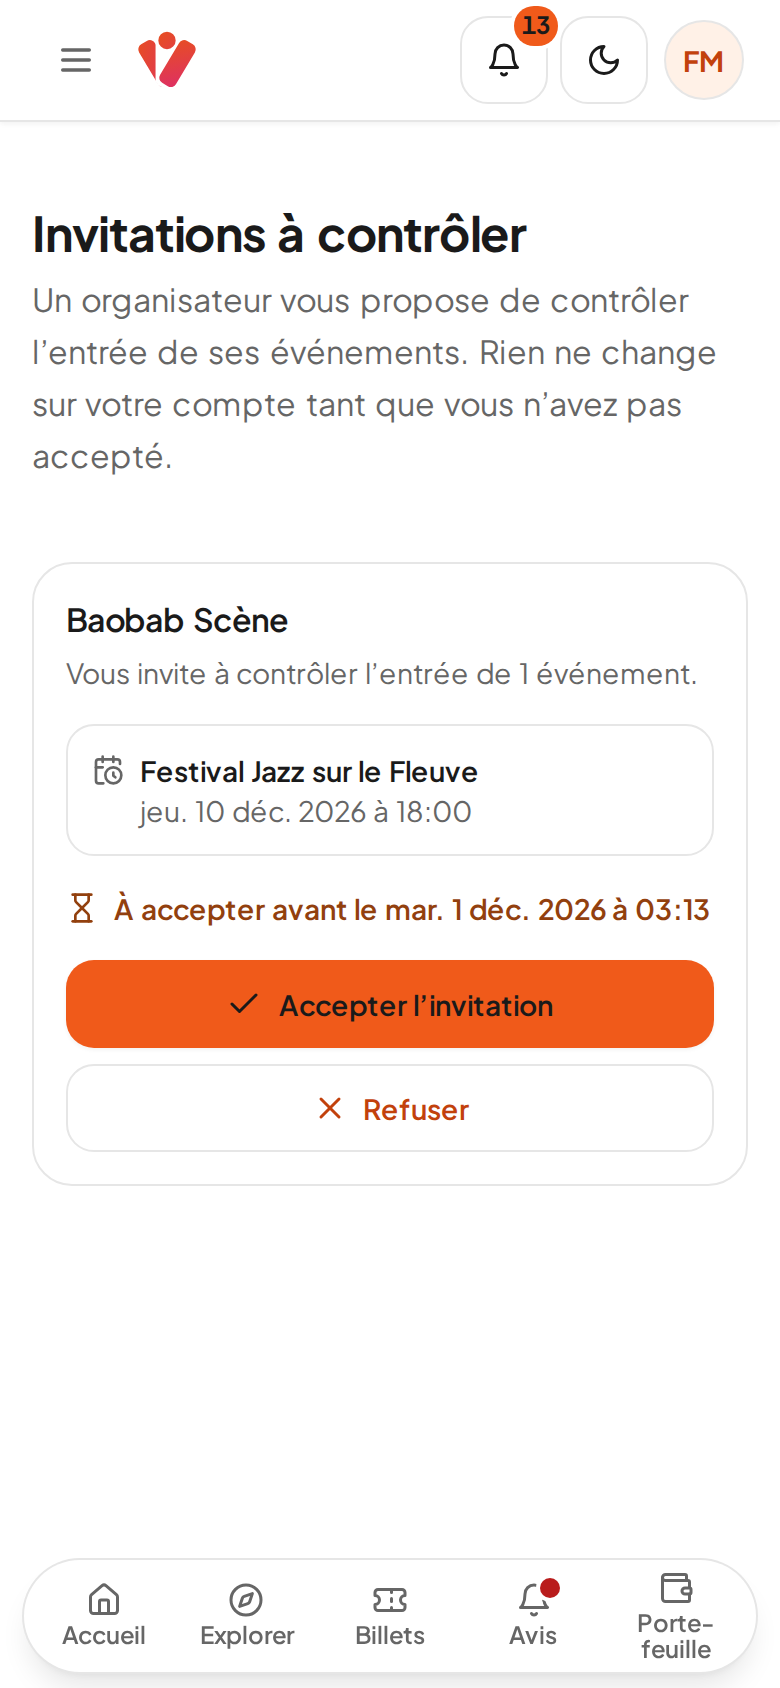 13
FM
Invitations à contrôler
Un organisateur vous propose de contrôler
l’entrée de ses événements. Rien ne change
sur votre compte tant que vous n’avez pas
accepté.
Baobab Scène
Vous invite à contrôler l’entrée de 1 événement.
Festival Jazz sur le Fleuve
jeu. 10 déc. 2026 à 18:00
À accepter avant le mar. 1 déc. 2026 à 03:13
Accepter l’invitation
Refuser
Accueil
Explorer
Billets
Avis
Porte-
feuille